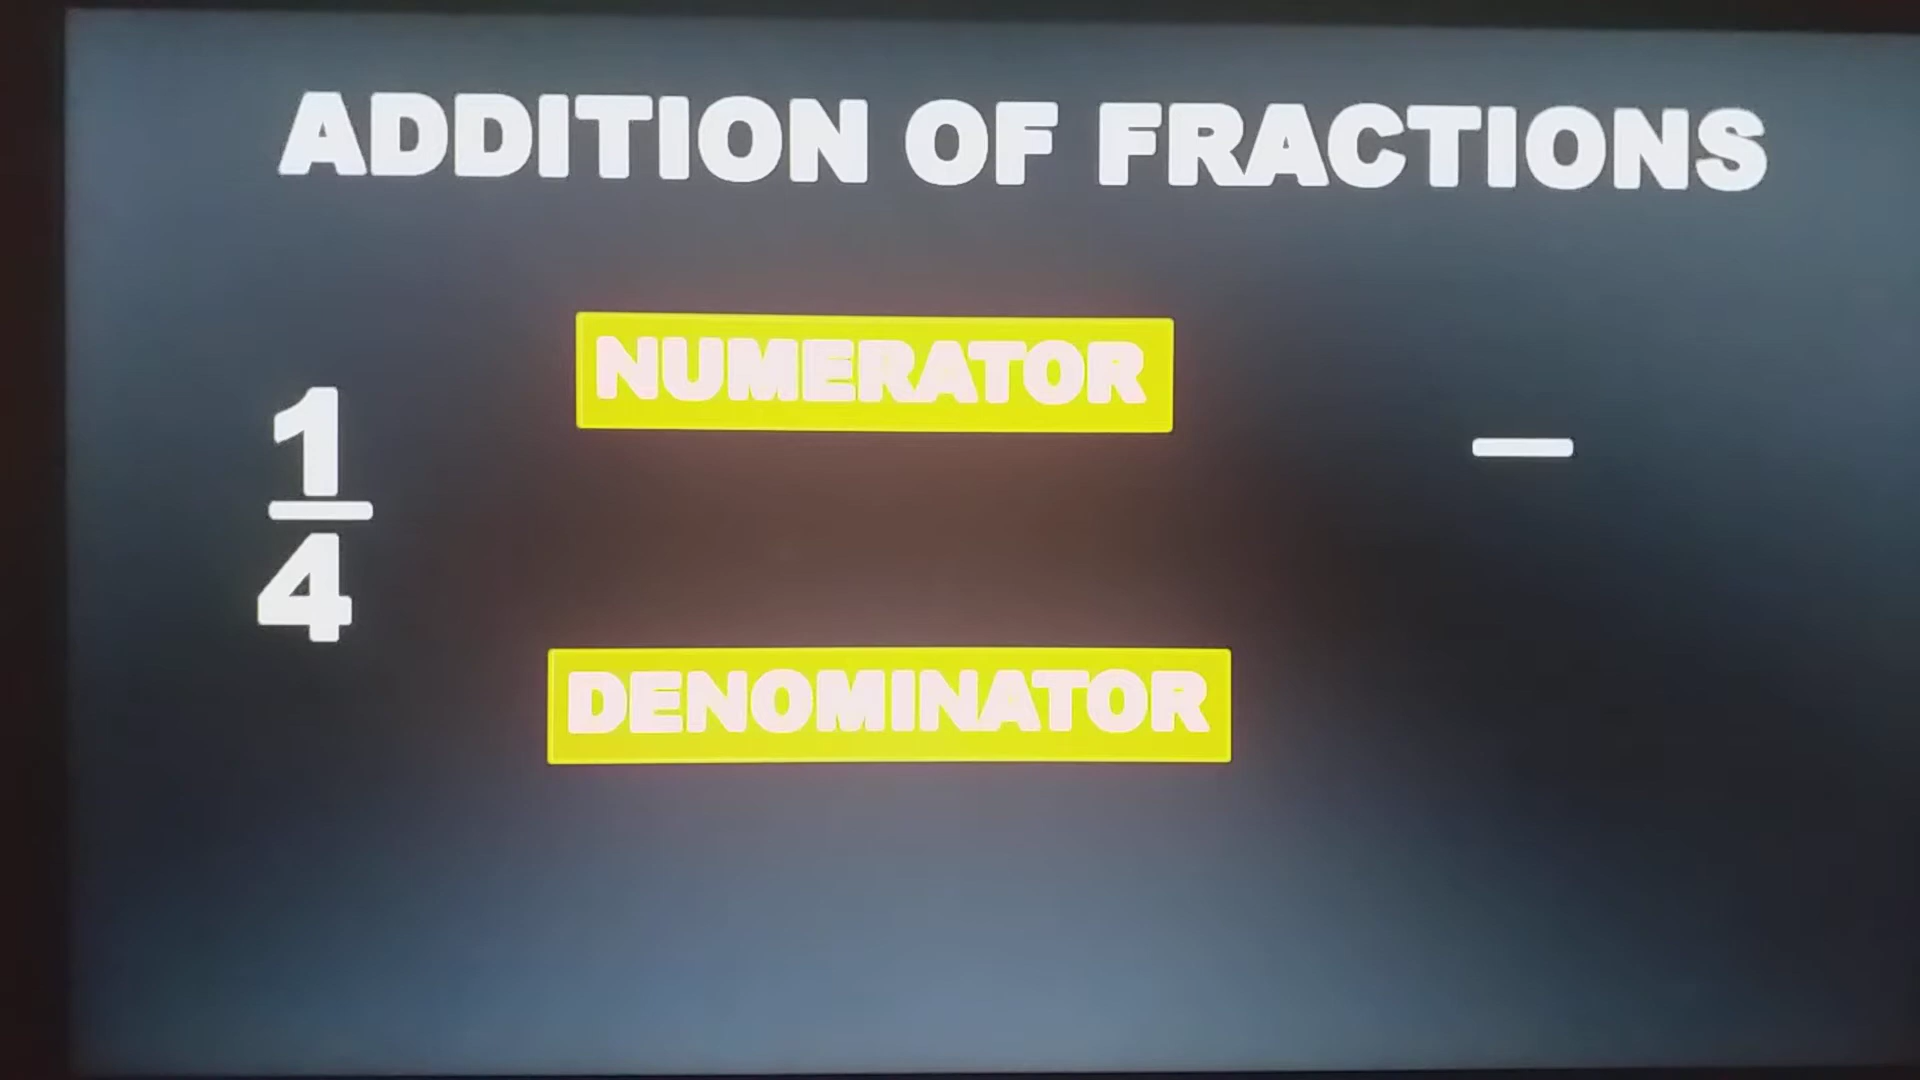 ADDITION OF FRACTIONS
NUMERATOR
1
4
DENOMINATOR